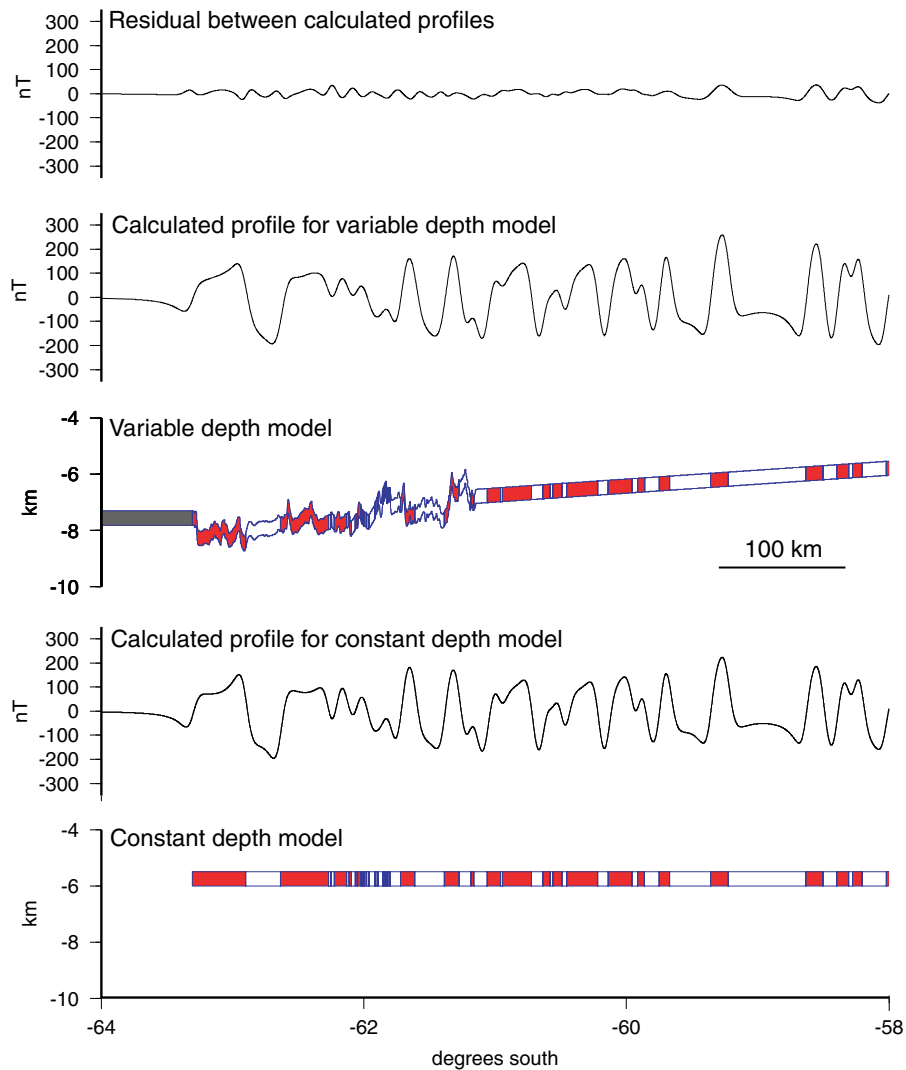 Residual between calculated profiles
300
200
100
0
-100
-200
-300
nT
Calculated profile for variable depth model
300
200
100
0
-100
-200
-300
nT
Variable depth model
-4
-6
-8
-10
km
100 km
Calculated profile for constant depth model
300
200
100
0
-100
-200
-300
nT
Constant depth model
-4
-6
-8
-10
km
-64
-62
-60
-58
degrees south